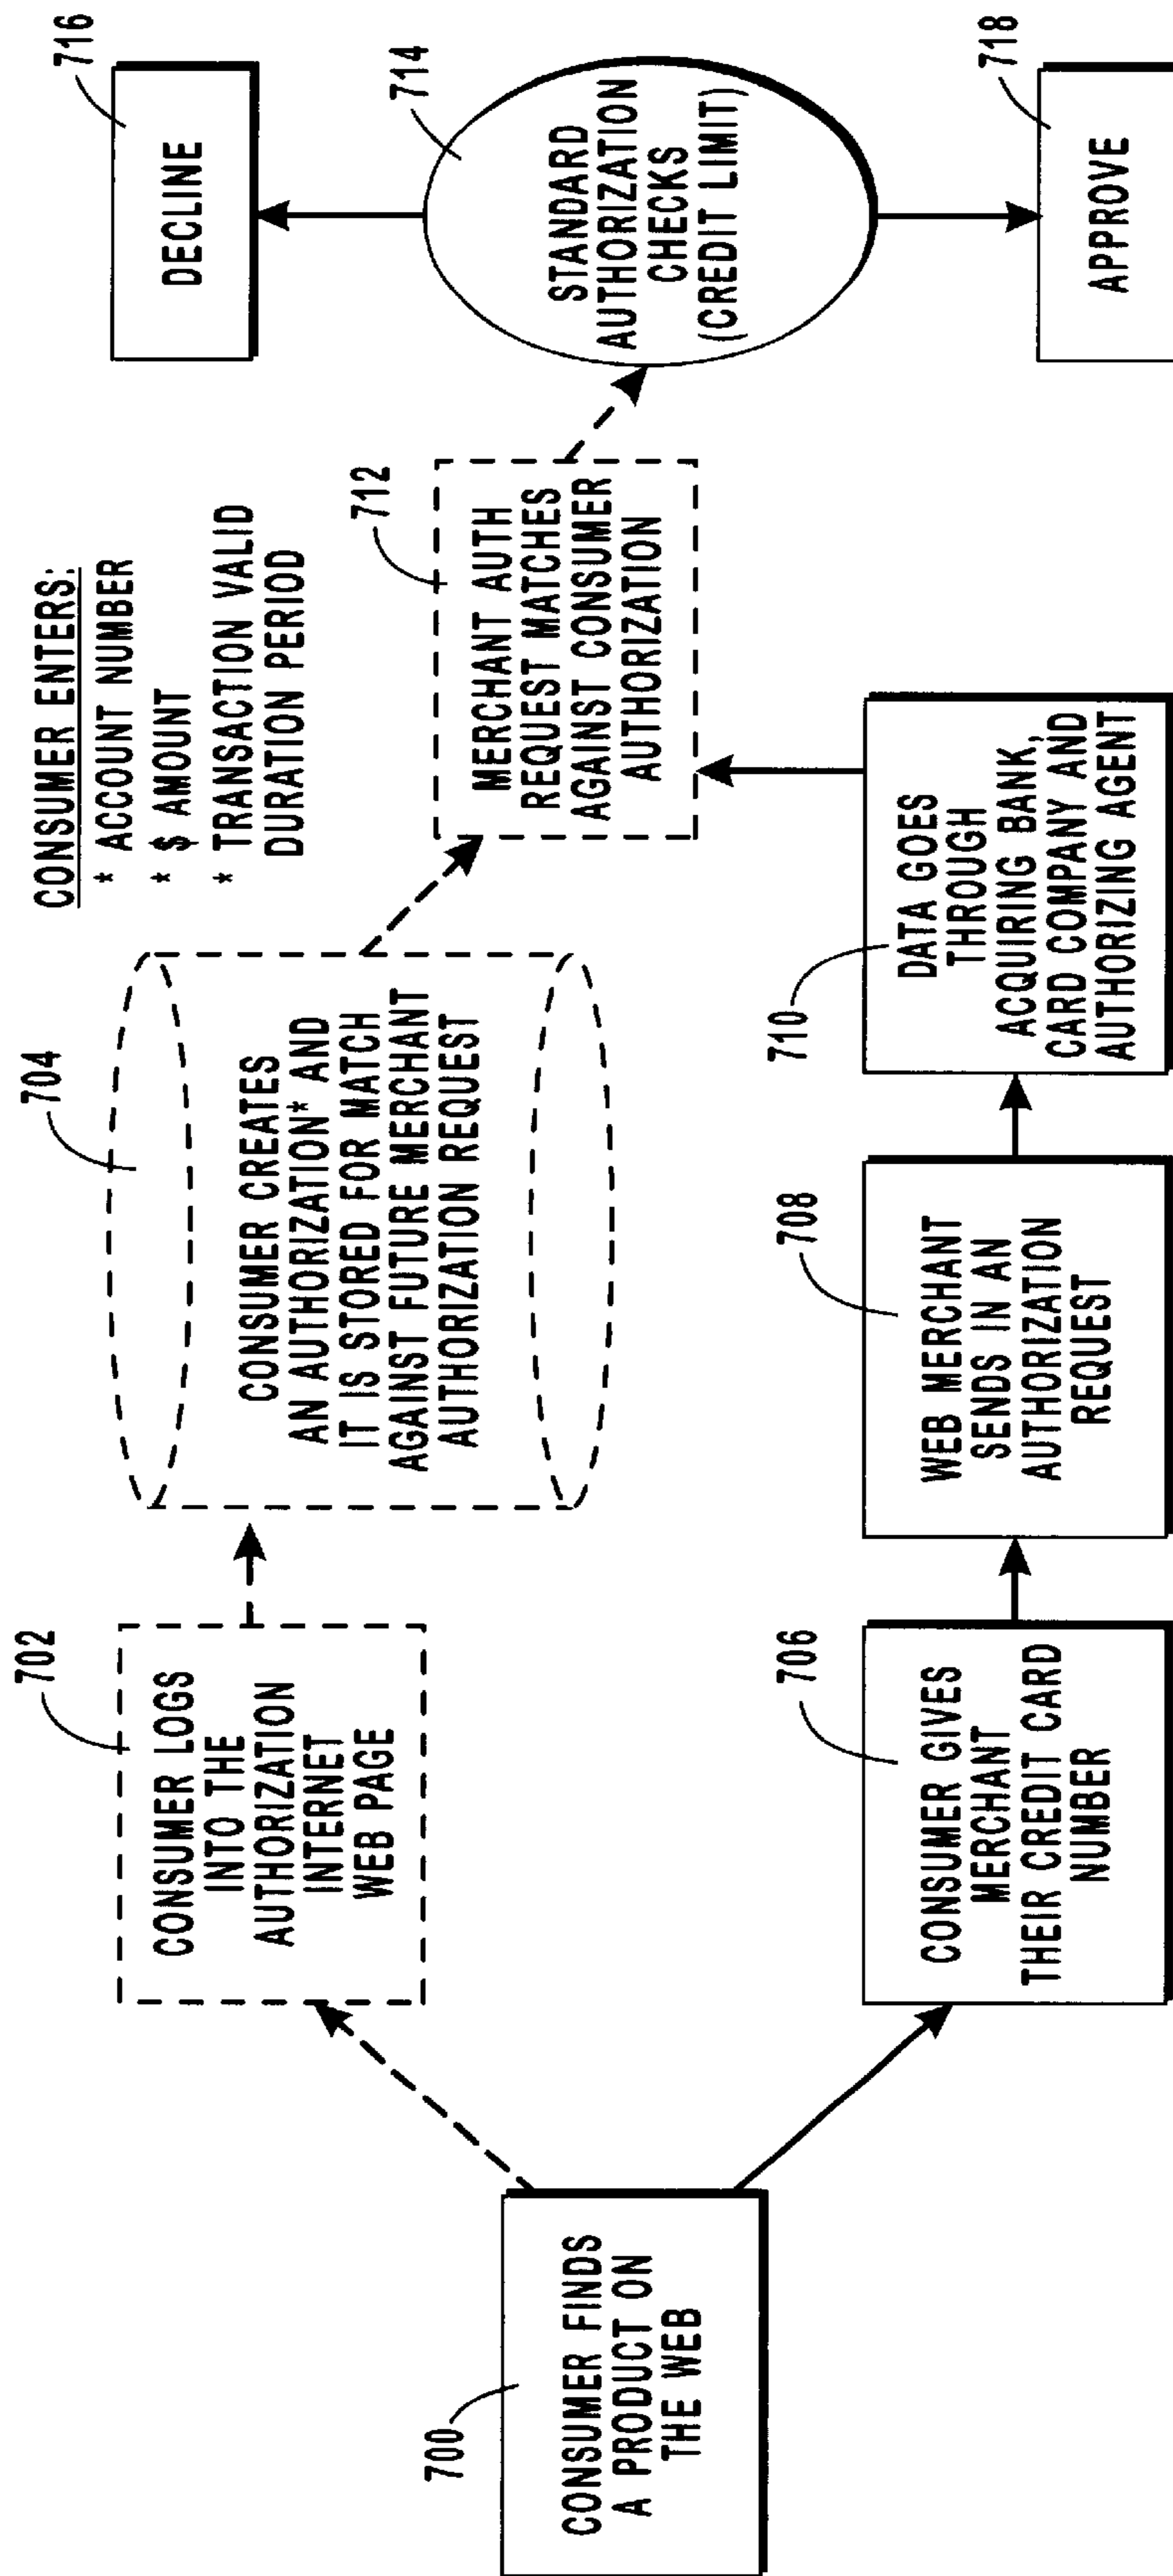 700
CONSUMER FINDS
A PRODUCT ON
THE WEB
702
CONSUMER LOGS
INTO THE
AUTHORIZATION
INTERNET
WEB PAGE
704
CONSUMER CREATES
AN AUTHORIZATION* AND
IT IS STORED FOR MATCH
AGAINST FUTURE MERCHANT
AUTHORIZATION REQUEST
CONSUMER ENTERS:
* ACCOUNT NUMBER
* $ AMOUNT
* TRANSACTION VALID
DURATION PERIOD
706
CONSUMER GIVES
MERCHANT
THEIR CREDIT CARD
NUMBER
708
WEB MERCHANT
SENDS IN AN
AUTHORIZATION
REQUEST
710
DATA GOES
THROUGH
ACQUIRING BANK,
CARD COMPANY AND
AUTHORIZING AGENT
712
MERCHANT AUTH
REQUEST MATCHES
AGAINST CONSUMER
AUTHORIZATION
714
STANDARD
AUTHORIZATION
CHECKS
(CREDIT LIMIT)
716
DECLINE
718
APPROVE